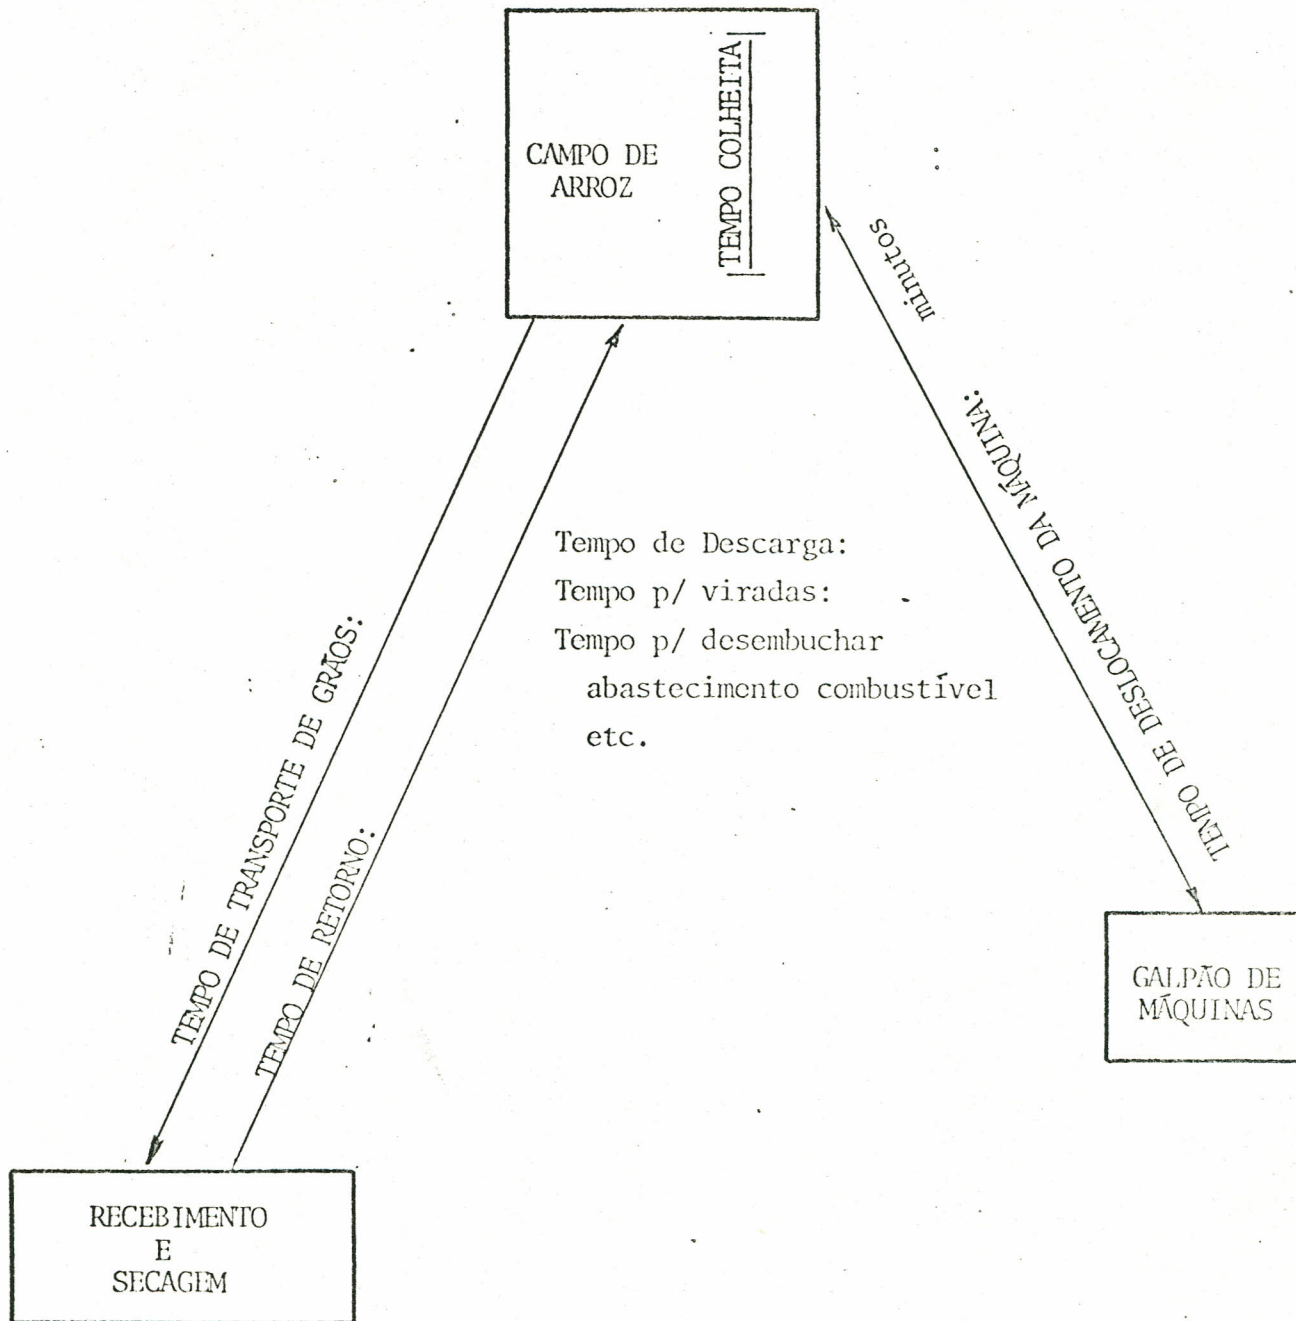 CAMPO DE
ARROZ
TEMPO COLHEITA
minutos
TEMPO DE DESLOCAMENTO DA MÁQUINA:
Tempo de Descarga:
Tempo p/ viradas:
Tempo p/ desembuchar
abastecimento combustível
etc.
TEMPO DE TRANSPORTE DE GRÃOS:
TEMPO DE RETORNO:
GALPÃO DE
MÁQUINAS
RECEBIMENTO
E
SECAGEM